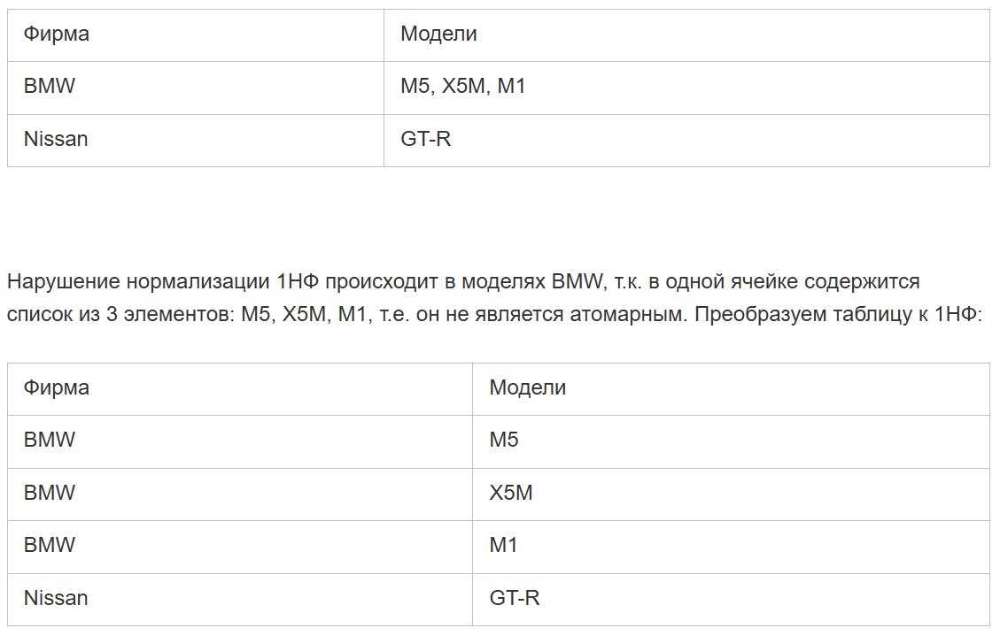 Фирма Модели
BMW M5, X5M, M1
Nissan GT-R
Нарушение нормализации 1НФ происходит в моделях BMW, т.к. в одной ячейке содержится
список из 3 элементов: M5, X5M, M1, т.е. он не является атомарным. Преобразуем таблицу к 1НФ:
Фирма Модели
BMW M5
BMW X5M
BMW M1
Nissan GT-R